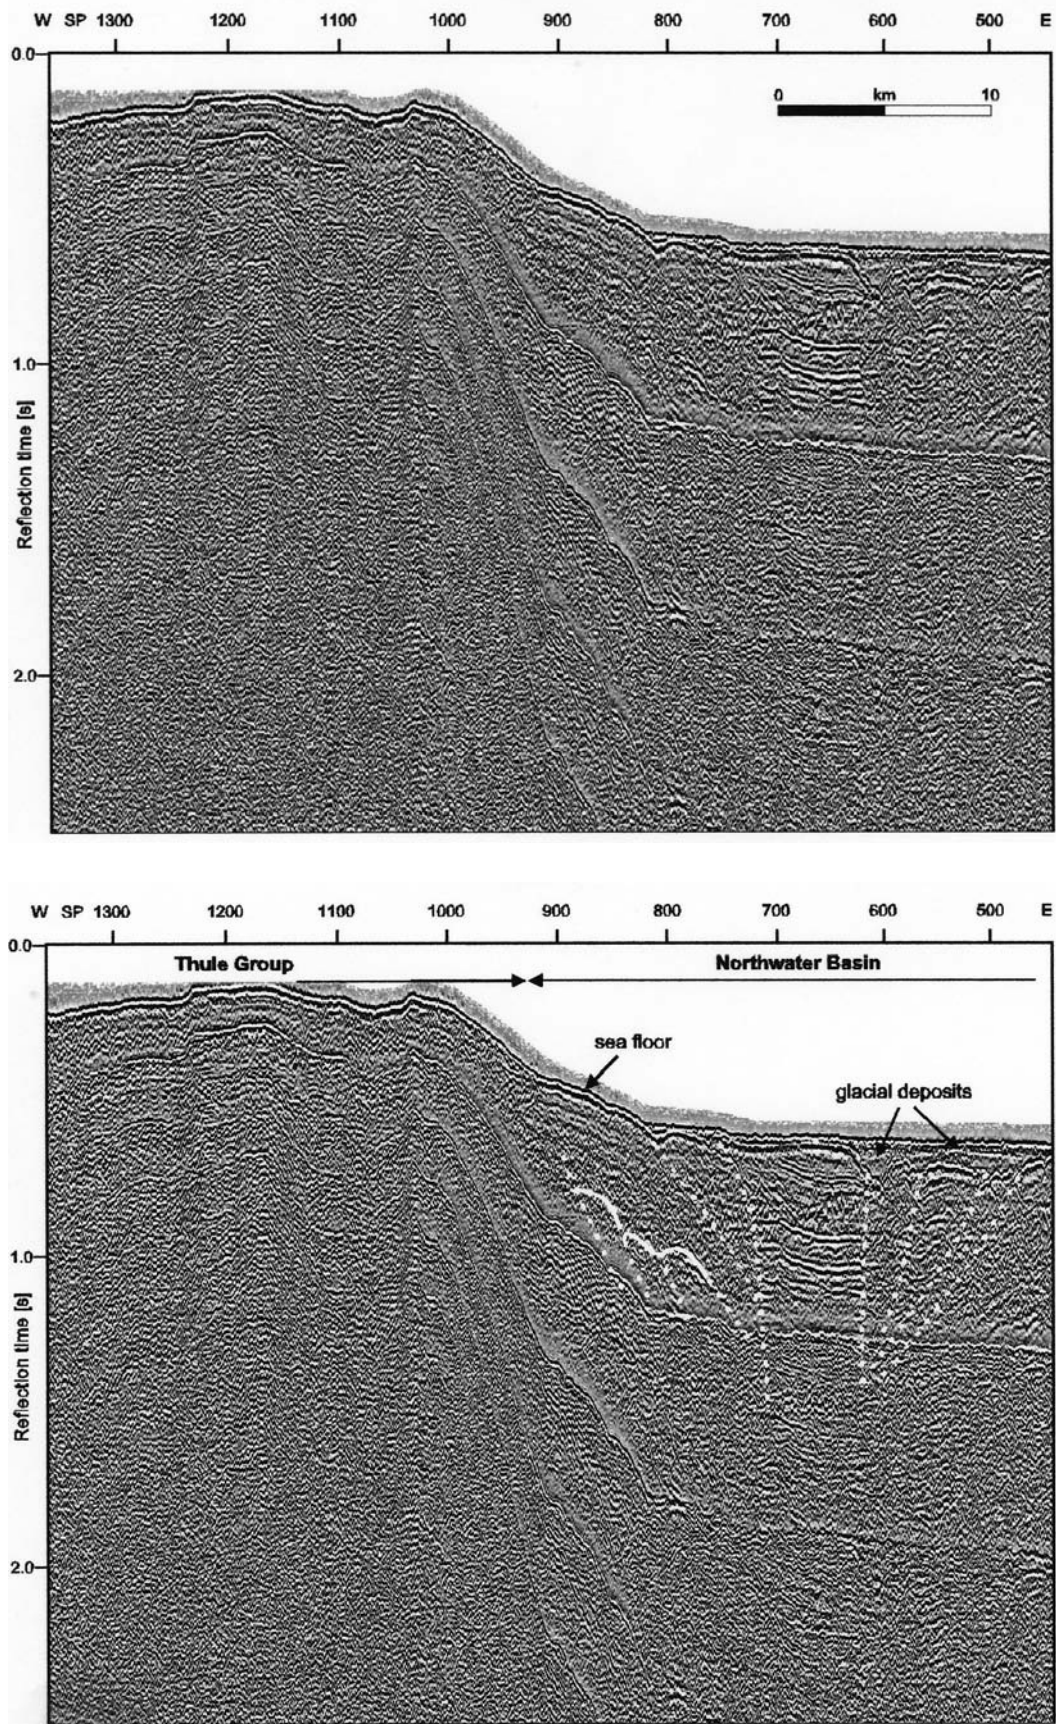 W SP 1300 1200 1100 1000 900 800 700 600 500 E
0.0
0 km 10
1.0
Reflection time [s]
2.0
W SP 1300 1200 1100 1000 900 800 700 600 500 E
0.0
Thule Group Northwater Basin
sea floor
glacial deposits
1.0
Reflection time [s]
2.0